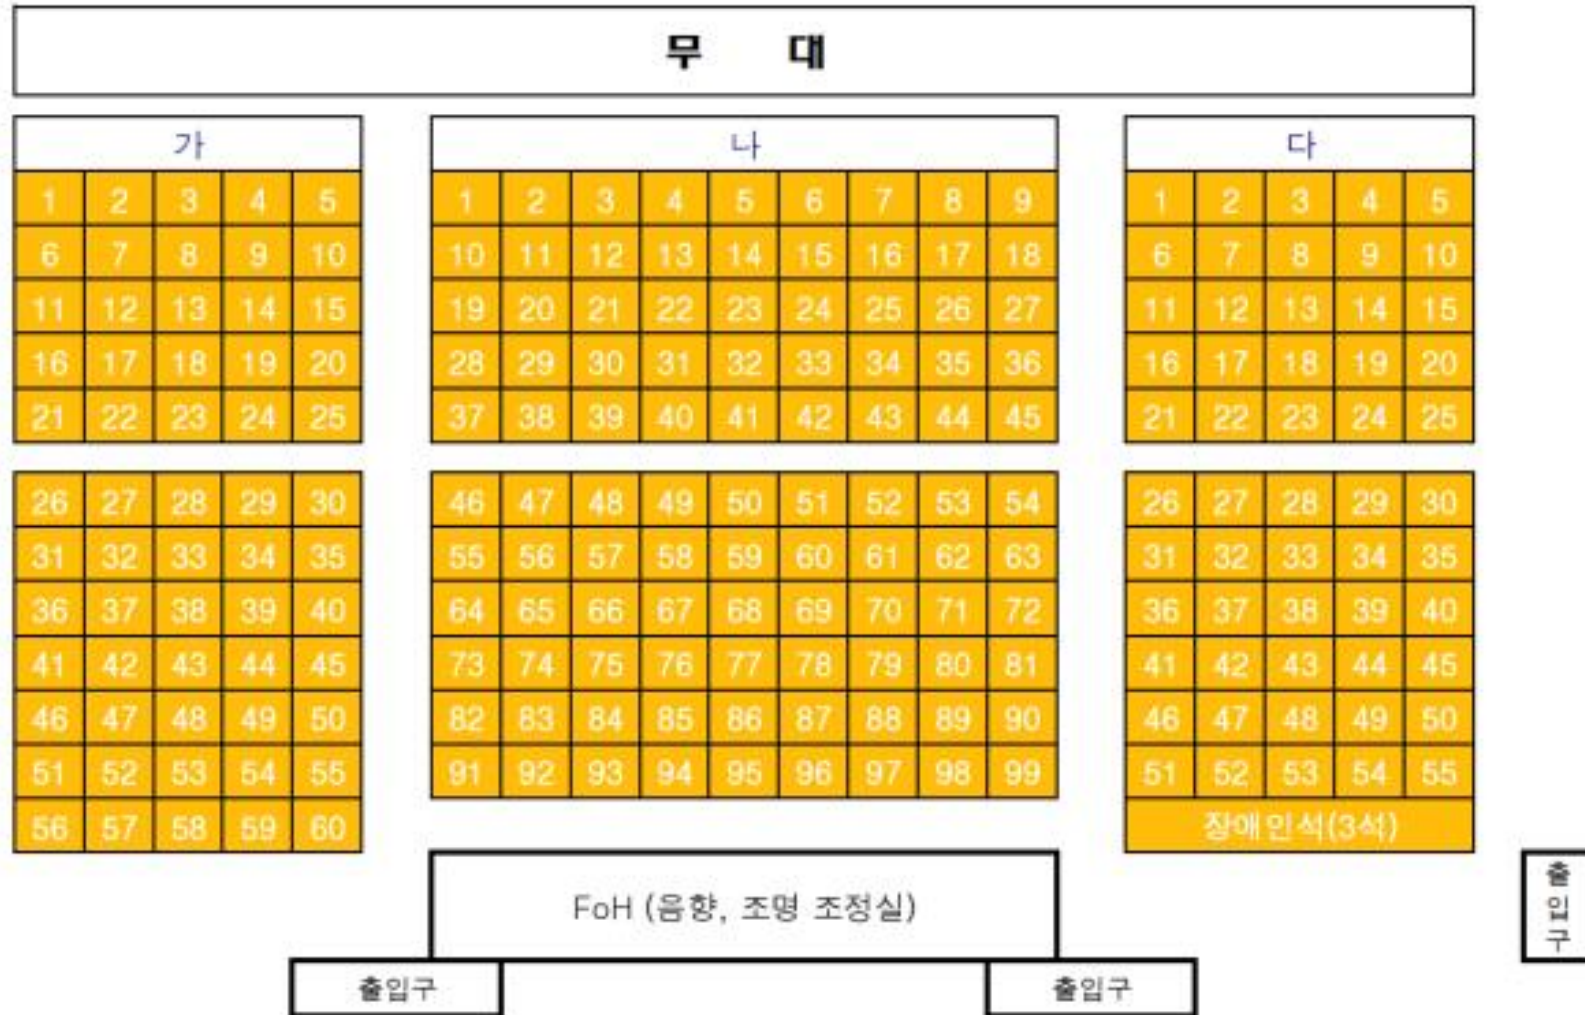 무 대
가 나 다
1 2 3 4 5 1 2 3 4 5 6 7 8 9 1 2 3 4 5
6 7 8 9 10 10 11 12 13 14 15 16 17 18 6 7 8 9 10
11 12 13 14 15 19 20 21 22 23 24 25 26 27 11 12 13 14 15
16 17 18 19 20 28 29 30 31 32 33 34 35 36 16 17 18 19 20
21 22 23 24 25 37 38 39 40 41 42 43 44 45 21 22 23 24 25
26 27 28 29 30 46 47 48 49 50 51 52 53 54 26 27 28 29 30
31 32 33 34 35 55 56 57 58 59 60 61 62 63 31 32 33 34 35
36 37 38 39 40 64 65 66 67 68 69 70 71 72 36 37 38 39 40
41 42 43 44 45 73 74 75 76 77 78 79 80 81 41 42 43 44 45
46 47 48 49 50 82 83 84 85 86 87 88 89 90 46 47 48 49 50
51 52 53 54 55 91 92 93 94 95 96 97 98 99 51 52 53 54 55
56 57 58 59 60 장애인석(3석)
FoH (음향, 조명 조정실)
출입구
출입구 출입구